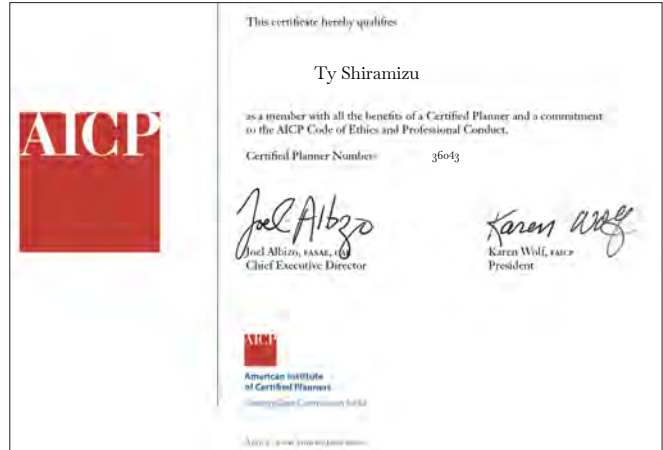 This certificate hereby qualifies
Ty Shiramizu
AICP
as a member with all the benefits of a Certified Planner and a commitment
to the AICP Code of Ethics and Professional Conduct.
Certified Planner Number: 36043
Joel Albizo
Karen Wolf
Joel Albizo, FASAE, CAE
Karen Wolf, FAICP
Chief Executive Director
President
AICP
American Institute
of Certified Planners